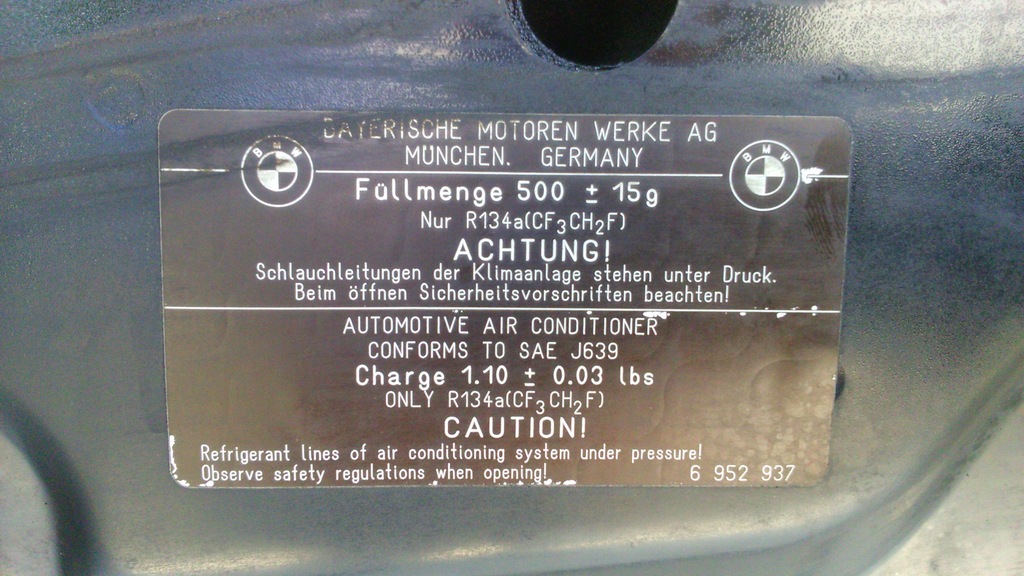 BAYERISCHE MOTOREN WERKE AG
MÜNCHEN. GERMANY
BMW
BMW
Füllmenge 500 ± 15g
Nur R134a(CF₃CH₂F)
ACHTUNG!
Schlauchleitungen der Klimaanlage stehen unter Druck.
Beim öffnen Sicherheitsvorschriften beachten!
AUTOMOTIVE AIR CONDITIONER
CONFORMS TO SAE J639
Charge 1.10 ± 0.03 lbs
ONLY R134a(CF₃CH₂F)
CAUTION!
Refrigerant lines of air conditioning system under pressure!
Observe safety regulations when opening!
6 952 937